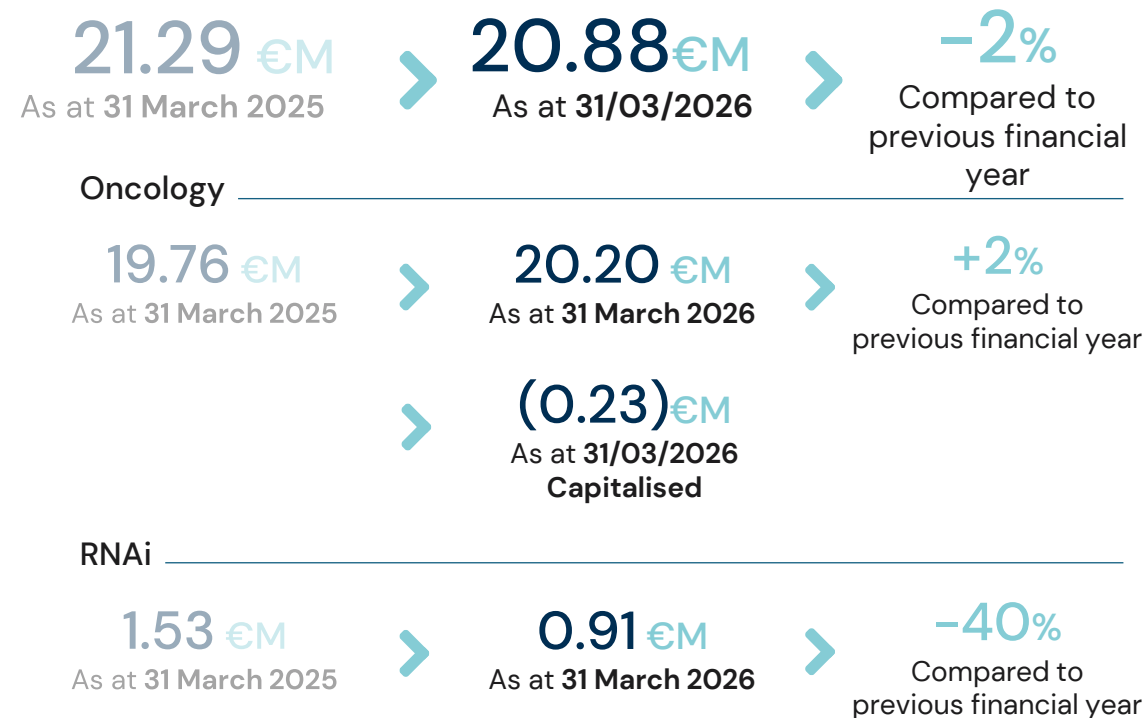 21.29 €M
As at 31 March 2025
20.88€M
As at 31/03/2026
−2%
Compared to
previous financial
year
Oncology
19.76 €M
As at 31 March 2025
20.20 €M
As at 31 March 2026
+2%
Compared to
previous financial year
(0.23)€M
As at 31/03/2026
Capitalised
RNAi
1.53 €M
As at 31 March 2025
0.91 €M
As at 31 March 2026
−40%
Compared to
previous financial year